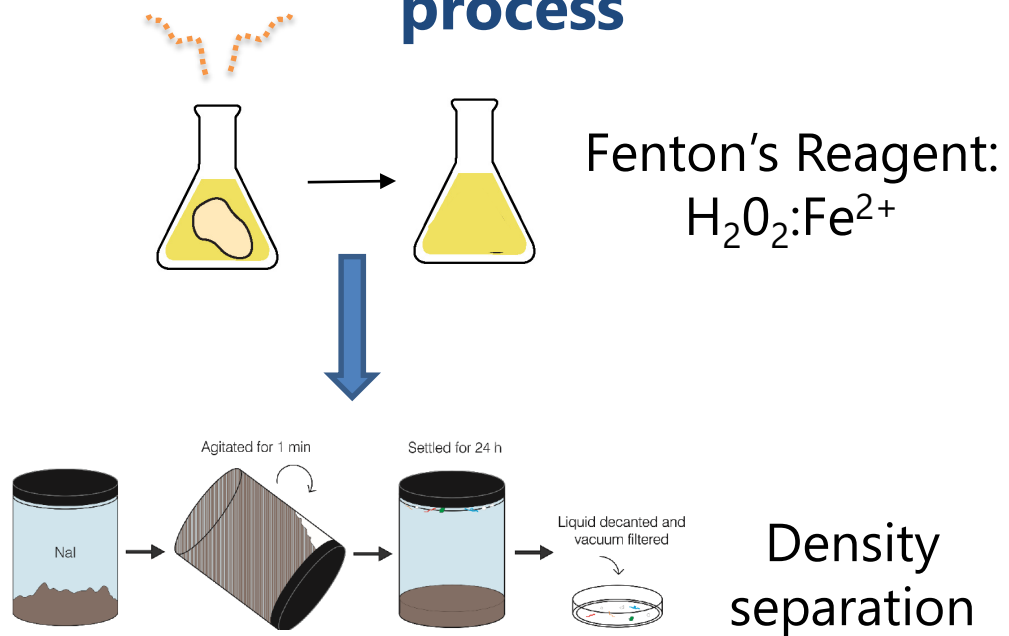 process
Fenton’s Reagent:
H₂0₂:Fe²⁺
Agitated for 1 min
Settled for 24 h
NaI
Liquid decanted and
vacuum filtered
Density
separation